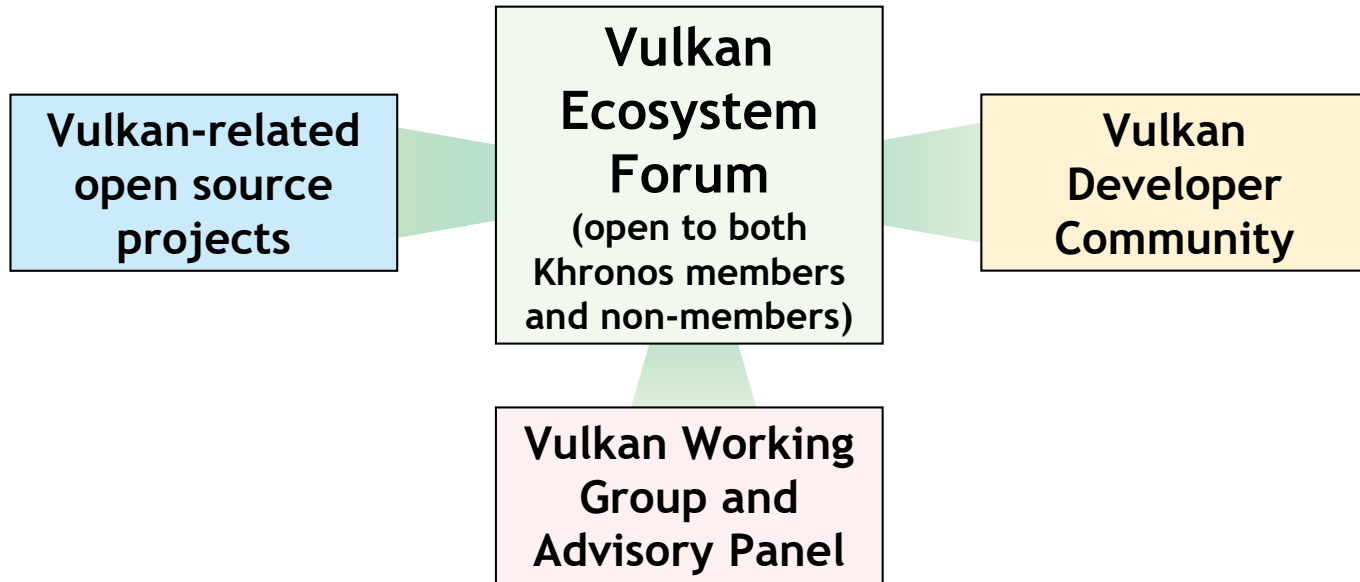 Vulkan
Ecosystem
Forum
(open to both
Khronos members
and non-members)
Vulkan-related
open source
projects
Vulkan
Developer
Community
Vulkan Working
Group and
Advisory Panel